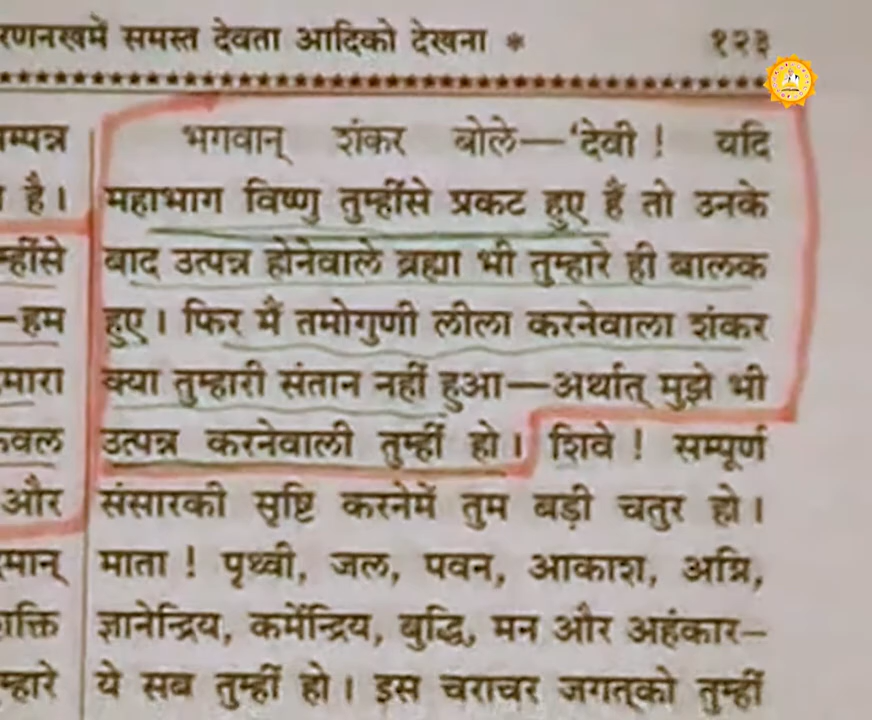 समस्त देवता आदिको देखना * १२३
है।
—हम
और
भगवान् शंकर बोले—'देवी ! यदि
महाभाग विष्णु तुम्हींसे प्रकट हुए हैं तो उनके
बाद उत्पन्न होनेवाले ब्रह्मा भी तुम्हारे ही बालक
हुए। फिर मैं तमोगुणी लीला करनेवाला शंकर
क्या तुम्हारी संतान नहीं हुआ—अर्थात् मुझे भी
उत्पन्न करनेवाली तुम्हीं हो। शिवे ! सम्पूर्ण
संसारकी सृष्टि करनेमें तुम बड़ी चतुर हो।
माता ! पृथ्वी, जल, पवन, आकाश, अग्नि,
ज्ञानेन्द्रिय, कर्मेन्द्रिय, बुद्धि, मन और अहंकार—
ये सब तुम्हीं हो। इस चराचर जगत्को तुम्हीं